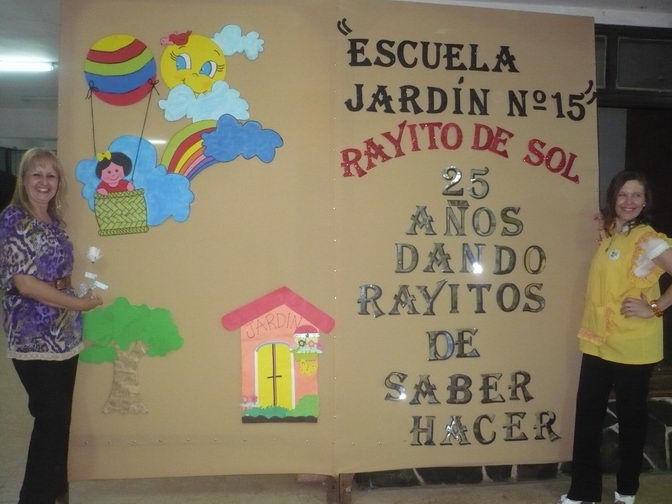 "ESCUELA
JARDÍN Nº15"
RAYITO DE SOL
25
AÑOS
DANDO
RAYITOS
DE
SABER
HACER
JARDIN